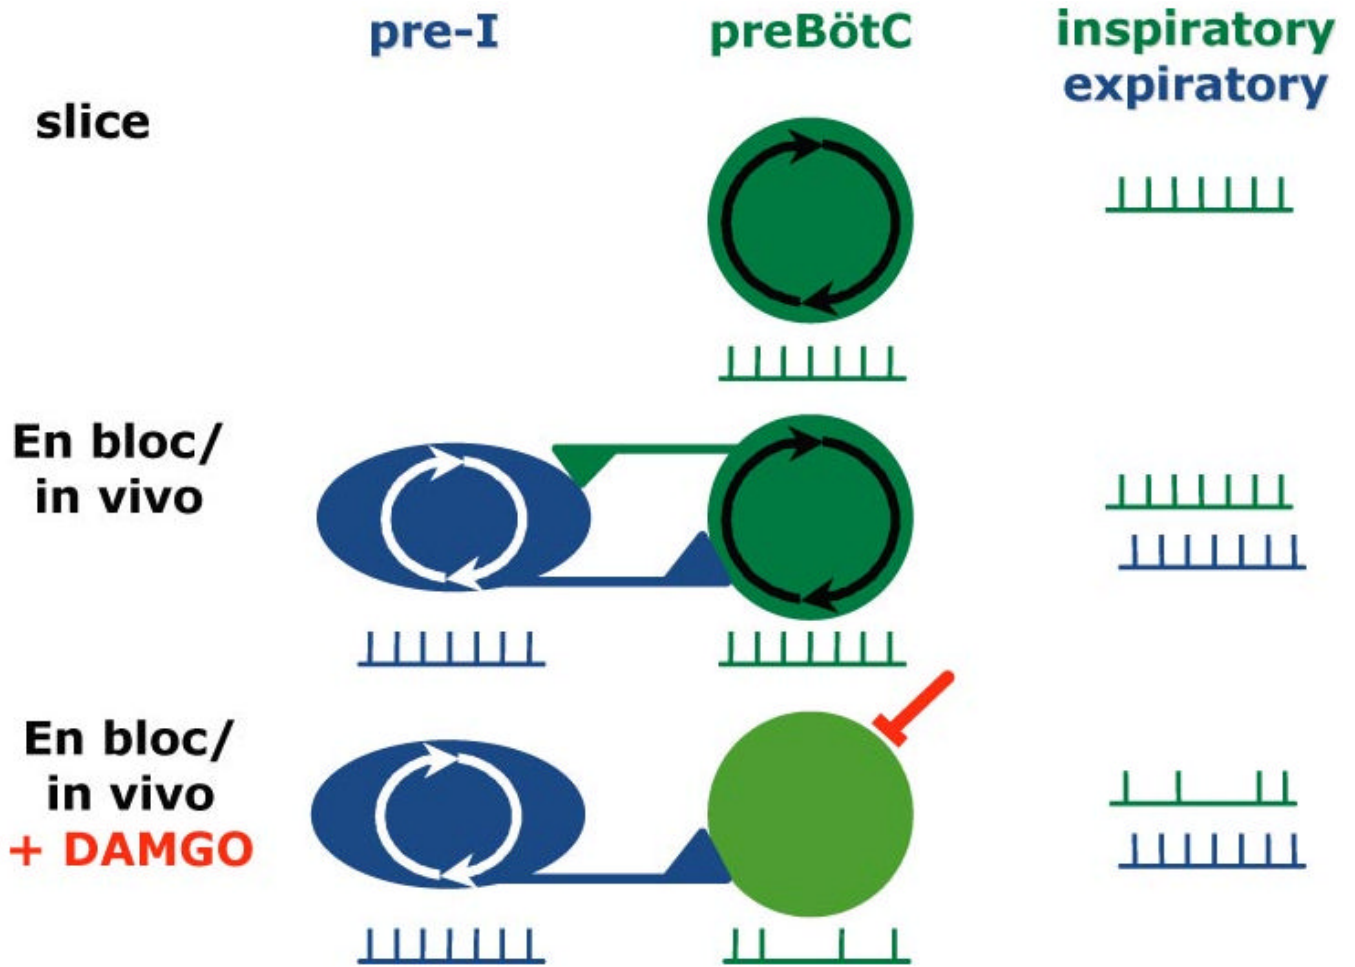 pre-I
preBötC
inspiratory
expiratory
slice
En bloc/
in vivo
En bloc/
in vivo
+ DAMGO